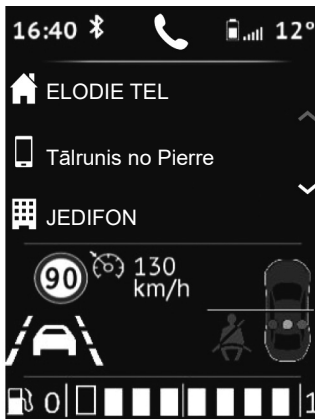 16:40 12°
ELODIE TEL
Tālrunis no Pierre
JEDIFON
90 130
km/h
0 1